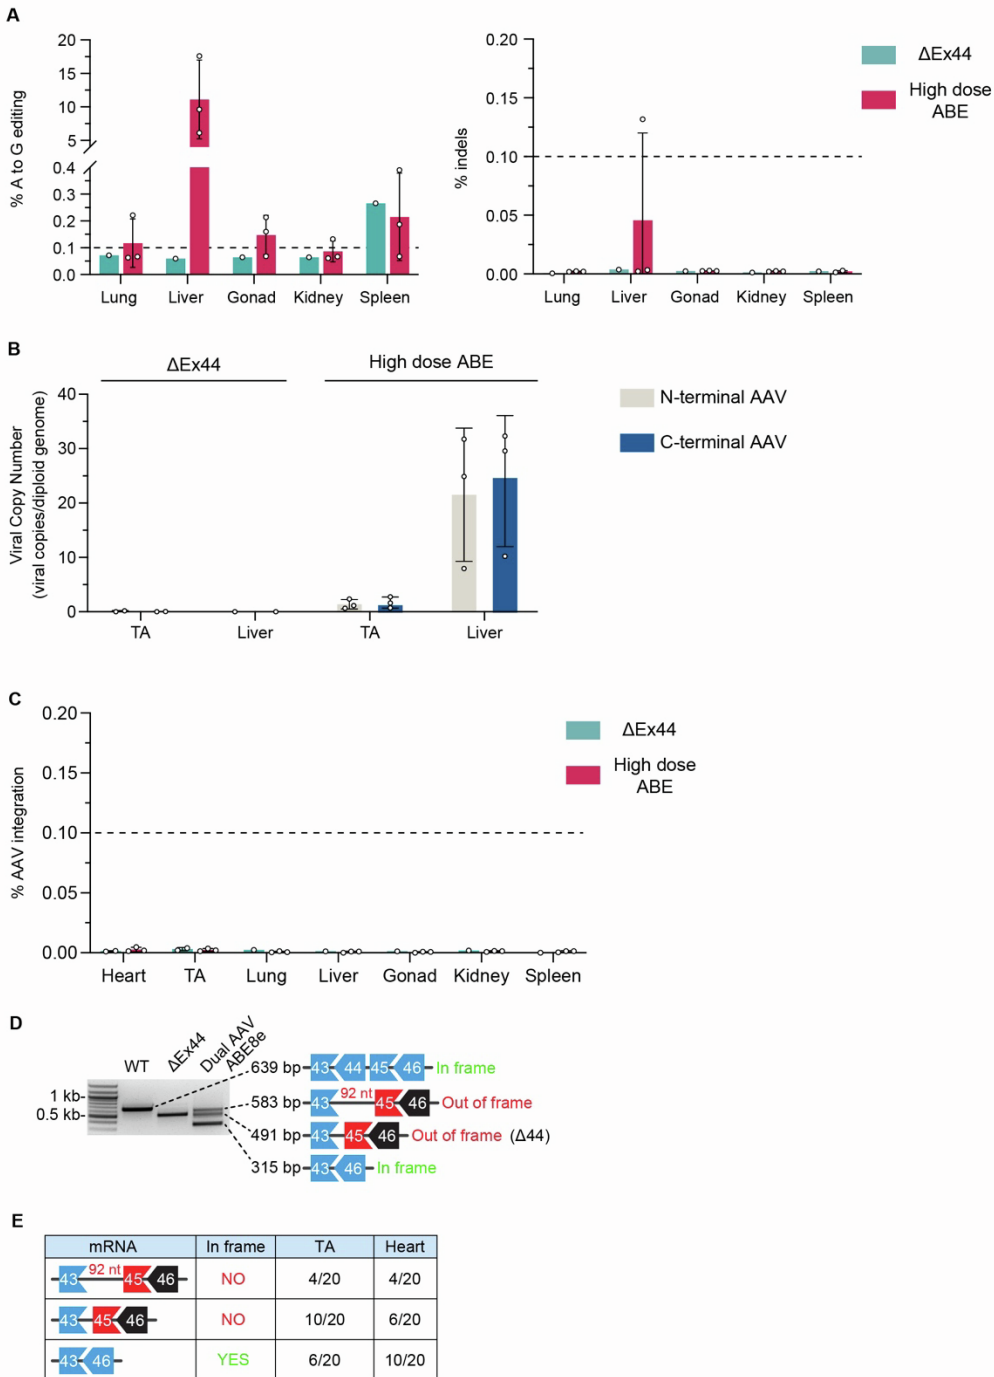 A
% A to G editing
20
15
10
5
0.4
0.3
0.2
0.1
0.0
Lung Liver Gonad Kidney Spleen
% indels
0.20
0.15
0.10
0.05
0.00
Lung Liver Gonad Kidney Spleen
ΔEx44
High dose
ABE
B
ΔEx44 High dose ABE
Viral Copy Number
(viral copies/diploid genome)
40
30
20
10
0
TA Liver TA Liver
N-terminal AAV
C-terminal AAV
C
% AAV integration
0.20
0.15
0.10
0.05
0.00
Heart TA Lung Liver Gonad Kidney Spleen
ΔEx44
High dose
ABE
D
WT ΔEx44 Dual AAV
ABE8e
1 kb-
0.5 kb-
639 bp 43 44 45 46 In frame
583 bp 43 92 nt 45 46 Out of frame
491 bp 43 45 46 Out of frame (Δ44)
315 bp 43 46 In frame
E
mRNA In frame TA Heart
43 92 nt 45 46 NO 4/20 4/20
43 45 46 NO 10/20 6/20
43 46 YES 6/20 10/20